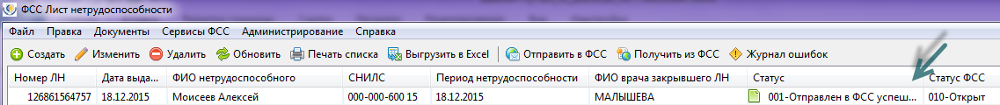 ФСС Лист нетрудоспособности
Файл Правка Документы Сервисы ФСС Администрирование Справка
Создать Изменить Удалить Обновить Печать списка Выгрузить в Excel Отправить в ФСС Получить из ФСС Журнал ошибок
Номер ЛН Дата выда... ФИО нетрудоспособного СНИЛС Период нетрудоспособности ФИО врача закрывшего ЛН Статус Статус ФСС
126861564757 18.12.2015 Моисеев Алексей 000-000-600 15 18.12.2015 МАЛЫШЕВА 001-Отправлен в ФСС успеш... 010-Открыт